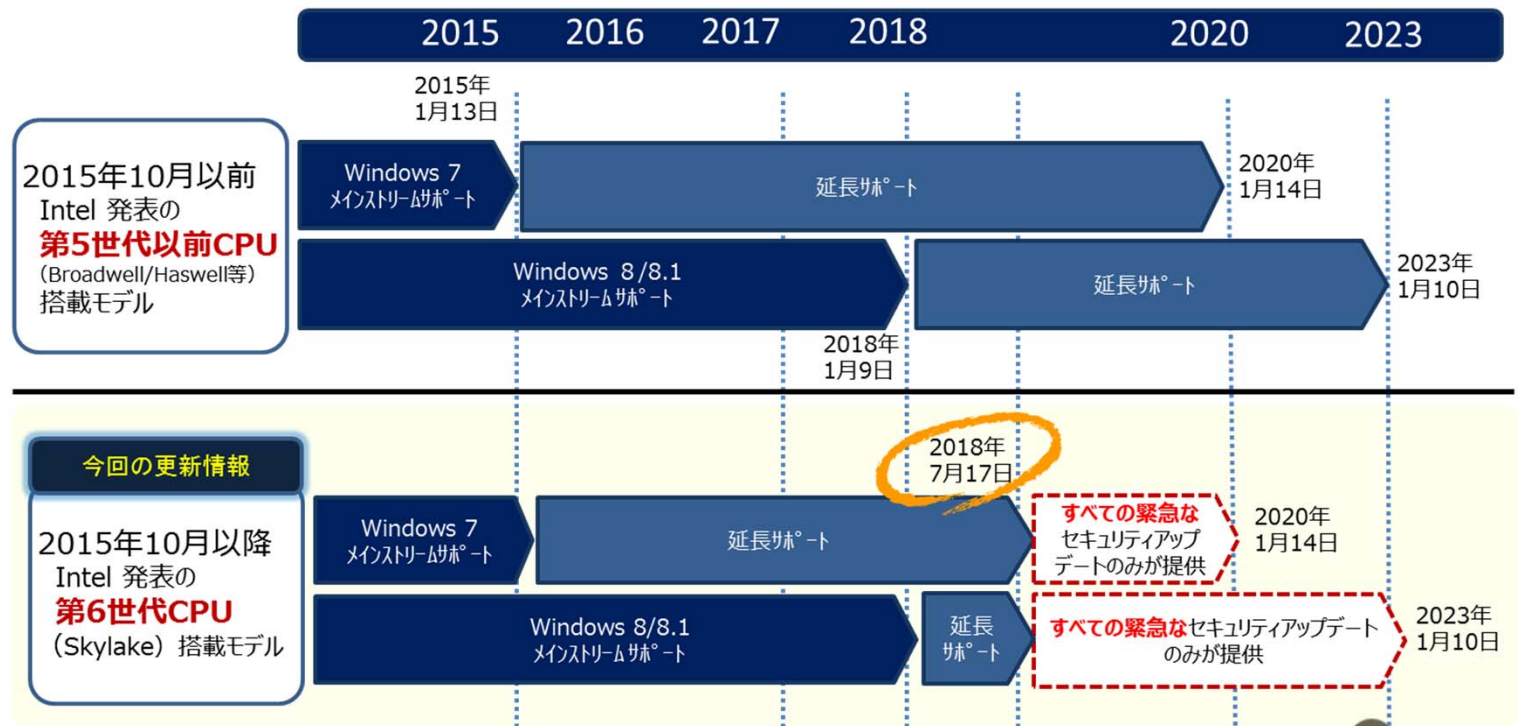 2015 2016 2017 2018 2020 2023
2015年
1月13日
2015年10月以前
Intel 発表の
第5世代以前CPU
(Broadwell/Haswell等)
搭載モデル
Windows 7
ﾒｲﾝｽﾄﾘｰﾑｻﾎﾟｰﾄ
延長ｻﾎﾟｰﾄ
2020年
1月14日
Windows 8/8.1
ﾒｲﾝｽﾄﾘｰﾑｻﾎﾟｰﾄ
延長ｻﾎﾟｰﾄ
2023年
1月10日
2018年
1月9日
今回の更新情報
2018年
7月17日
2015年10月以降
Intel 発表の
第6世代CPU
（Skylake）搭載モデル
Windows 7
ﾒｲﾝｽﾄﾘｰﾑｻﾎﾟｰﾄ
延長ｻﾎﾟｰﾄ
すべての緊急な
セキュリティアップ
デートのみが提供
2020年
1月14日
Windows 8/8.1
ﾒｲﾝｽﾄﾘｰﾑｻﾎﾟｰﾄ
延長
ｻﾎﾟｰﾄ
すべての緊急なセキュリティアップデート
のみが提供
2023年
1月10日